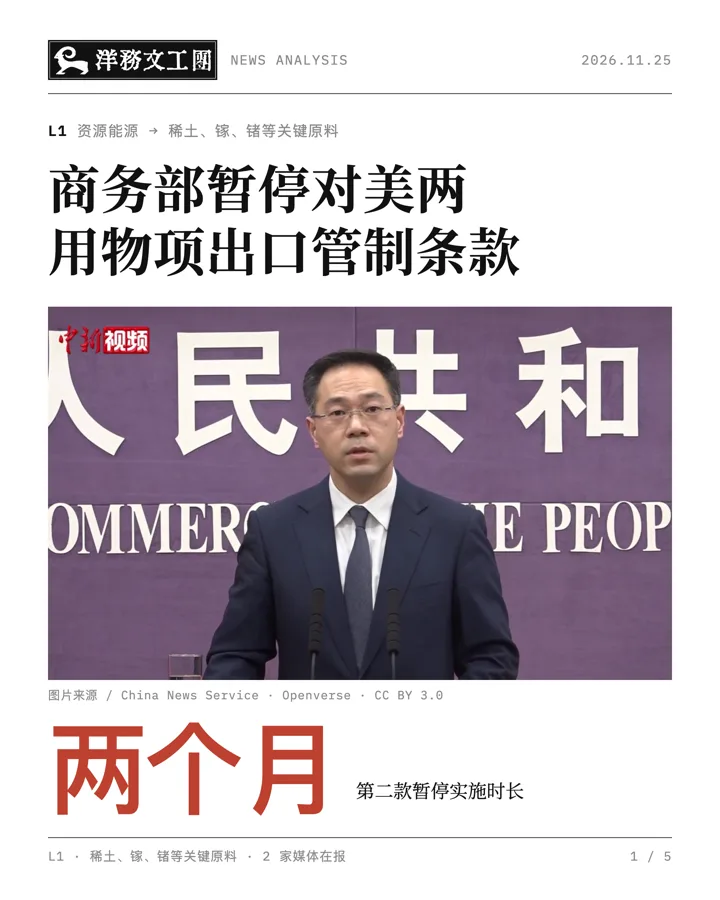 洋務文工團 NEWS ANALYSIS 2026.11.25
L1 资源能源 → 稀土、镓、锗等关键原料
商务部暂停对美两
用物项出口管制条款
中新视频
人民共和
OMMERC HE PEOP
图片来源 / China News Service · Openverse · CC BY 3.0
两个月 第二款暂停实施时长
L1 · 稀土、镓、锗等关键原料 · 2 家媒体在报 1 / 5